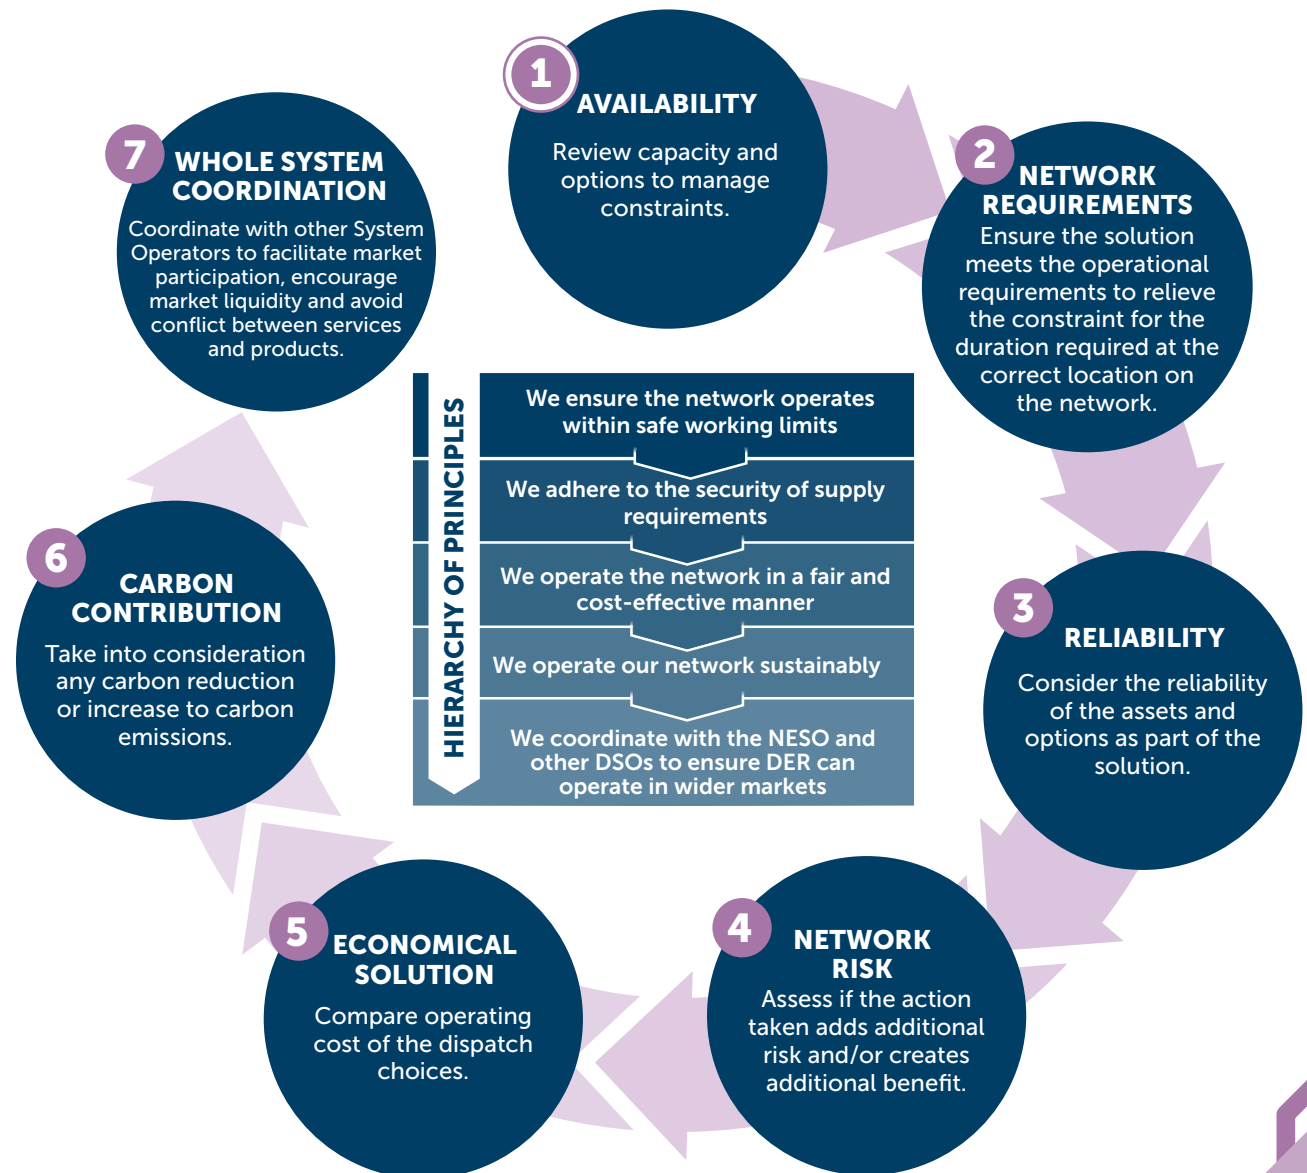 1
AVAILABILITY
Review capacity and
options to manage
constraints.
2
NETWORK
REQUIREMENTS
Ensure the solution
meets the operational
requirements to relieve
the constraint for the
duration required at the
correct location on
the network.
3
RELIABILITY
Consider the reliability
of the assets and
options as part of the
solution.
4
NETWORK
RISK
Assess if the action
taken adds additional
risk and/or creates
additional benefit.
5
ECONOMICAL
SOLUTION
Compare operating
cost of the dispatch
choices.
6
CARBON
CONTRIBUTION
Take into consideration
any carbon reduction
or increase to carbon
emissions.
7
WHOLE SYSTEM
COORDINATION
Coordinate with other System
Operators to facilitate market
participation, encourage
market liquidity and avoid
conflict between services
and products.
HIERARCHY OF PRINCIPLES
We ensure the network operates
within safe working limits
We adhere to the security of supply
requirements
We operate the network in a fair and
cost-effective manner
We operate our network sustainably
We coordinate with the NESO and
other DSOs to ensure DER can
operate in wider markets